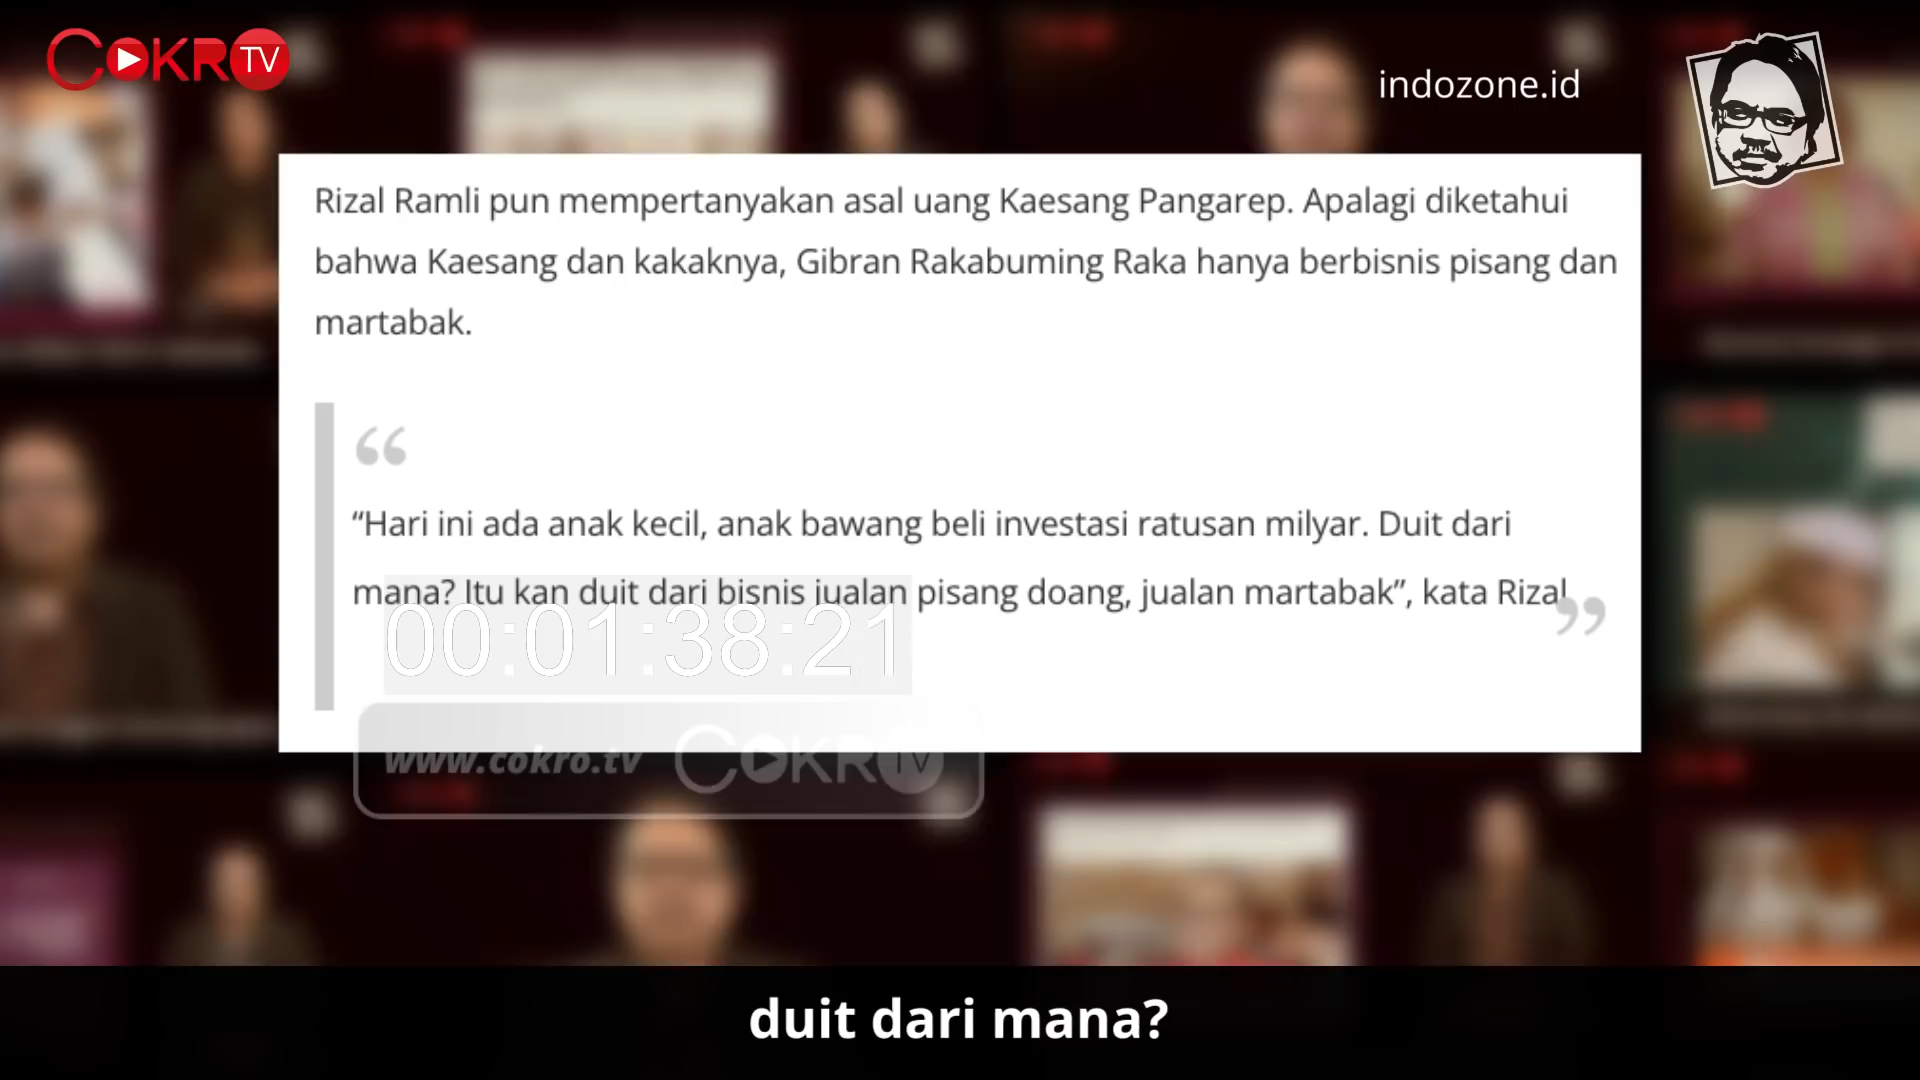 COKRO TV
indozone.id
Rizal Ramli pun mempertanyakan asal uang Kaesang Pangarep. Apalagi diketahui
bahwa Kaesang dan kakaknya, Gibran Rakabuming Raka hanya berbisnis pisang dan
martabak.
“
“Hari ini ada anak kecil, anak bawang beli investasi ratusan milyar. Duit dari
mana? Itu kan duit dari bisnis jualan pisang doang, jualan martabak”, kata Rizal
”
00:01:38:21
www.cokro.tv COKRO TV
duit dari mana?